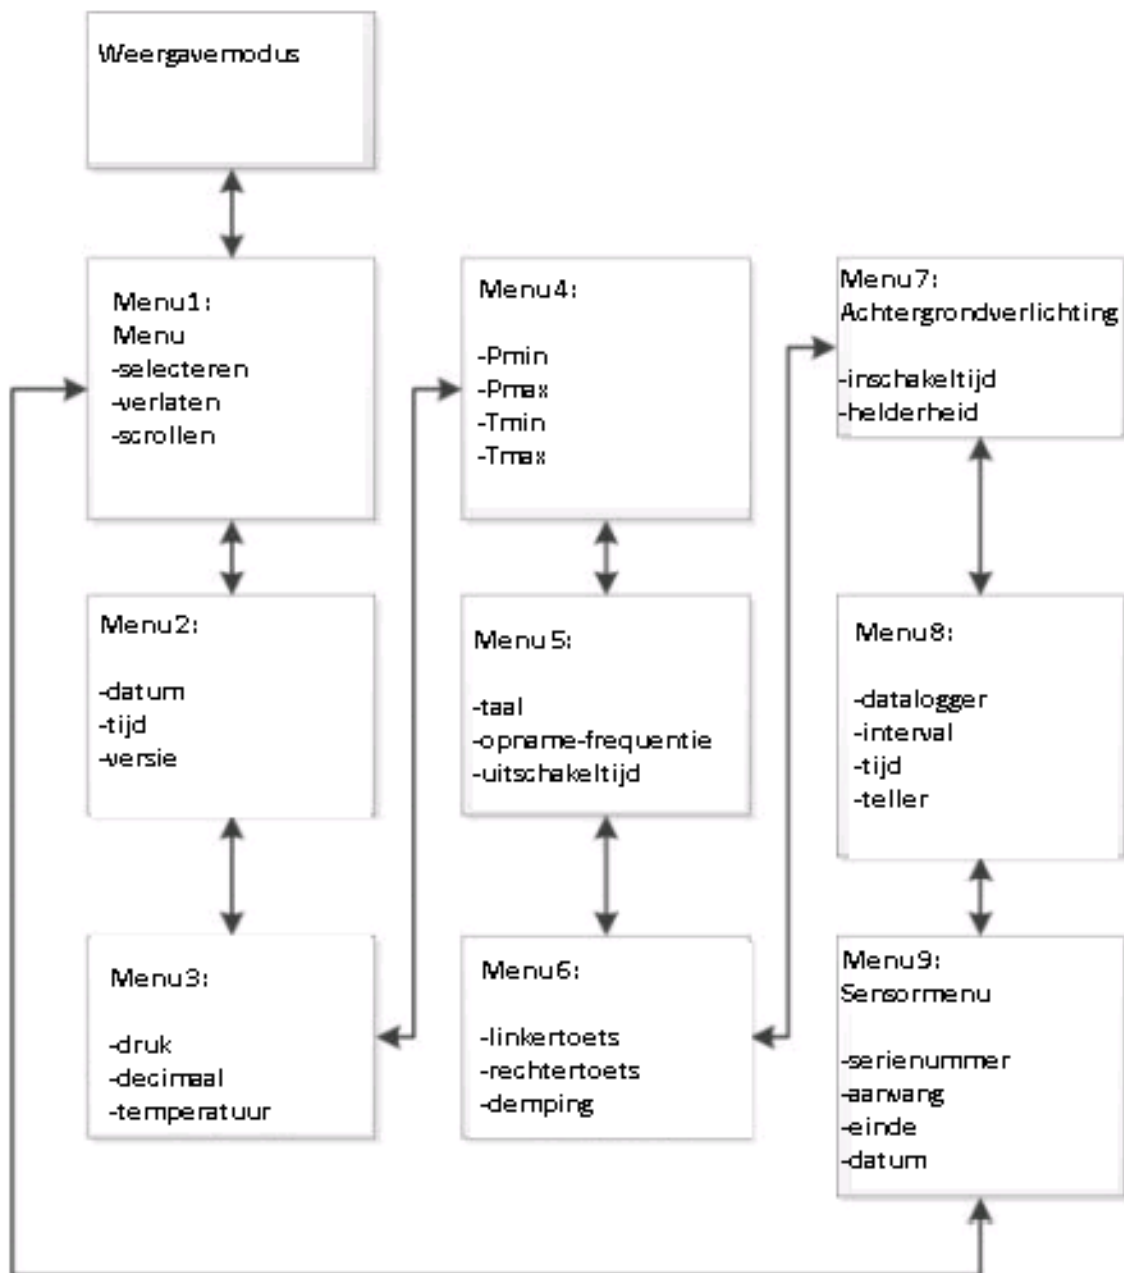 Weergavemodus
Menu1:
Menu
-selecteren
-verlaten
-scrollen
Menu2:
-datum
-tijd
-versie
Menu3:
-druk
-decimaal
-temperatuur
Menu4:
-Pmin
-Pmax
-Tmin
-Tmax
Menu5:
-taal
-opname-frequentie
-uitschakeltijd
Menu6:
-linkertoets
-rechtertoets
-demping
Menu7:
Achtergrondverlichting
-inschakeltijd
-helderheid
Menu8:
-datalogger
-interval
-tijd
-teller
Menu9:
Sensormenu
-serienummer
-aanvang
-einde
-datum